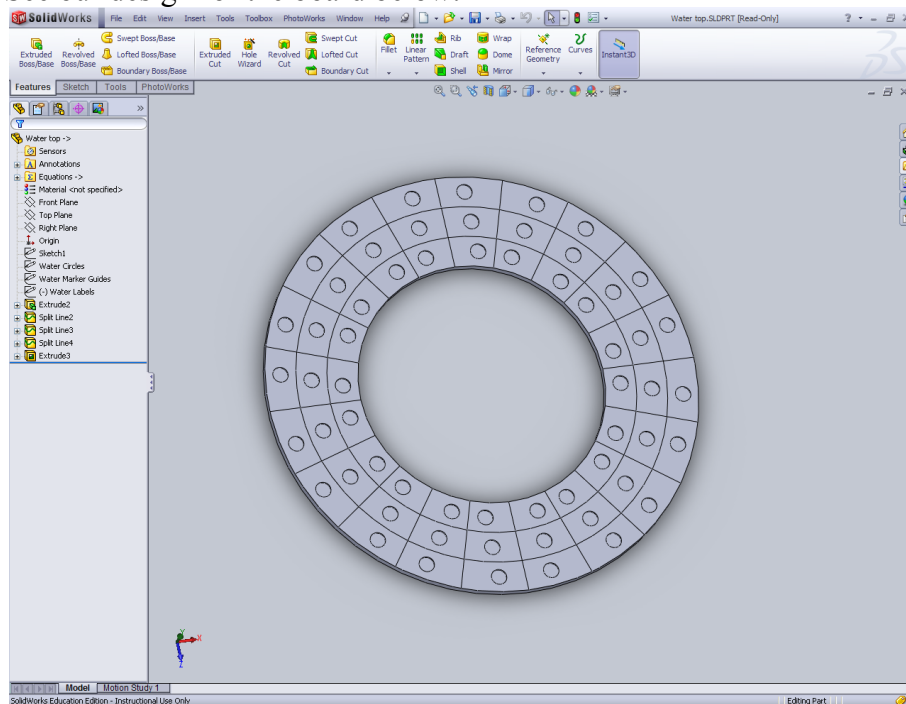 SolidWorks File Edit View Insert Tools Toolbox PhotoWorks Window Help Water top.SLDPRT [Read-Only] ?
Extruded Boss/Base
Revolved Boss/Base
Swept Boss/Base
Lofted Boss/Base
Boundary Boss/Base
Extruded Cut
Hole Wizard
Revolved Cut
Swept Cut
Lofted Cut
Boundary Cut
Fillet
Linear Pattern
Rib
Draft
Shell
Wrap
Dome
Mirror
Reference Geometry
Curves
Instant3D
Features Sketch Tools PhotoWorks
Water top ->
Sensors
Annotations
Equations ->
Material <not specified>
Front Plane
Top Plane
Right Plane
Origin
Sketch1
Water Circles
Water Marker Guides
(-) Water Labels
Extrude2
Split Line2
Split Line3
Split Line4
Extrude3
Y
X
Z
Model Motion Study 1
SolidWorks Education Edition - Instructional Use Only Editing Part